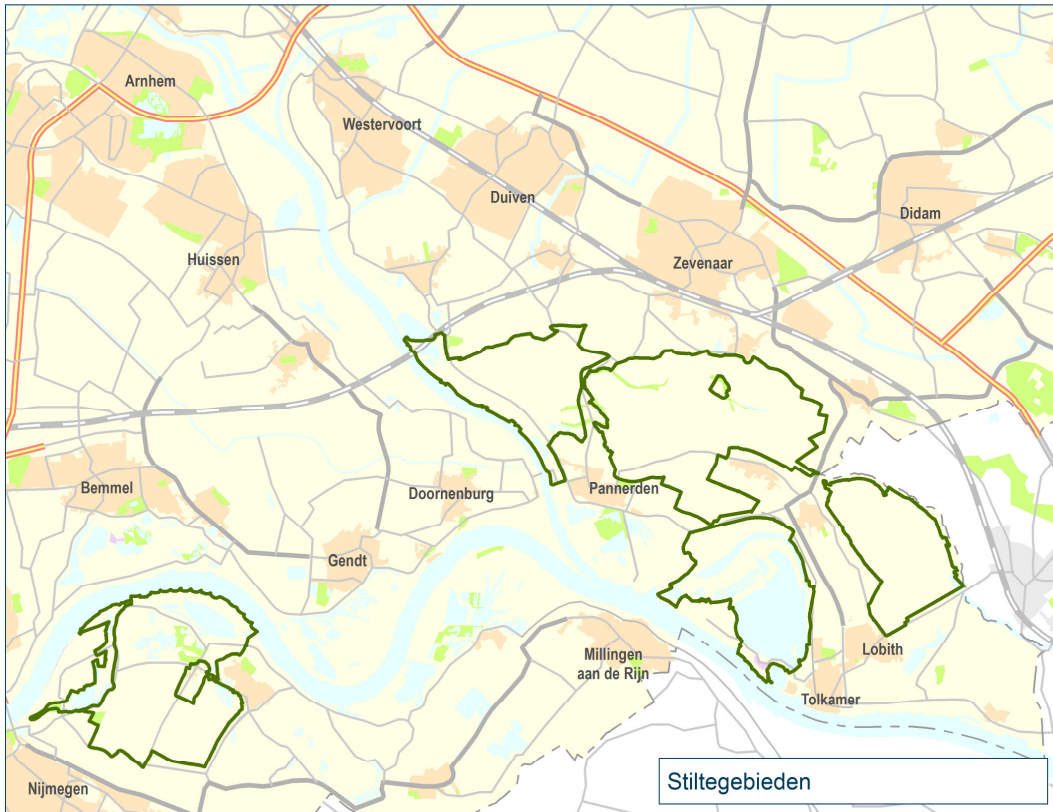 Arnhem
Westervoort
Duiven
Didam
Huissen
Zevenaar
Bemmel
Doornenburg
Pannerden
Gendt
Millingen
aan de Rijn
Lobith
Tolkamer
Nijmegen
Stiltegebieden